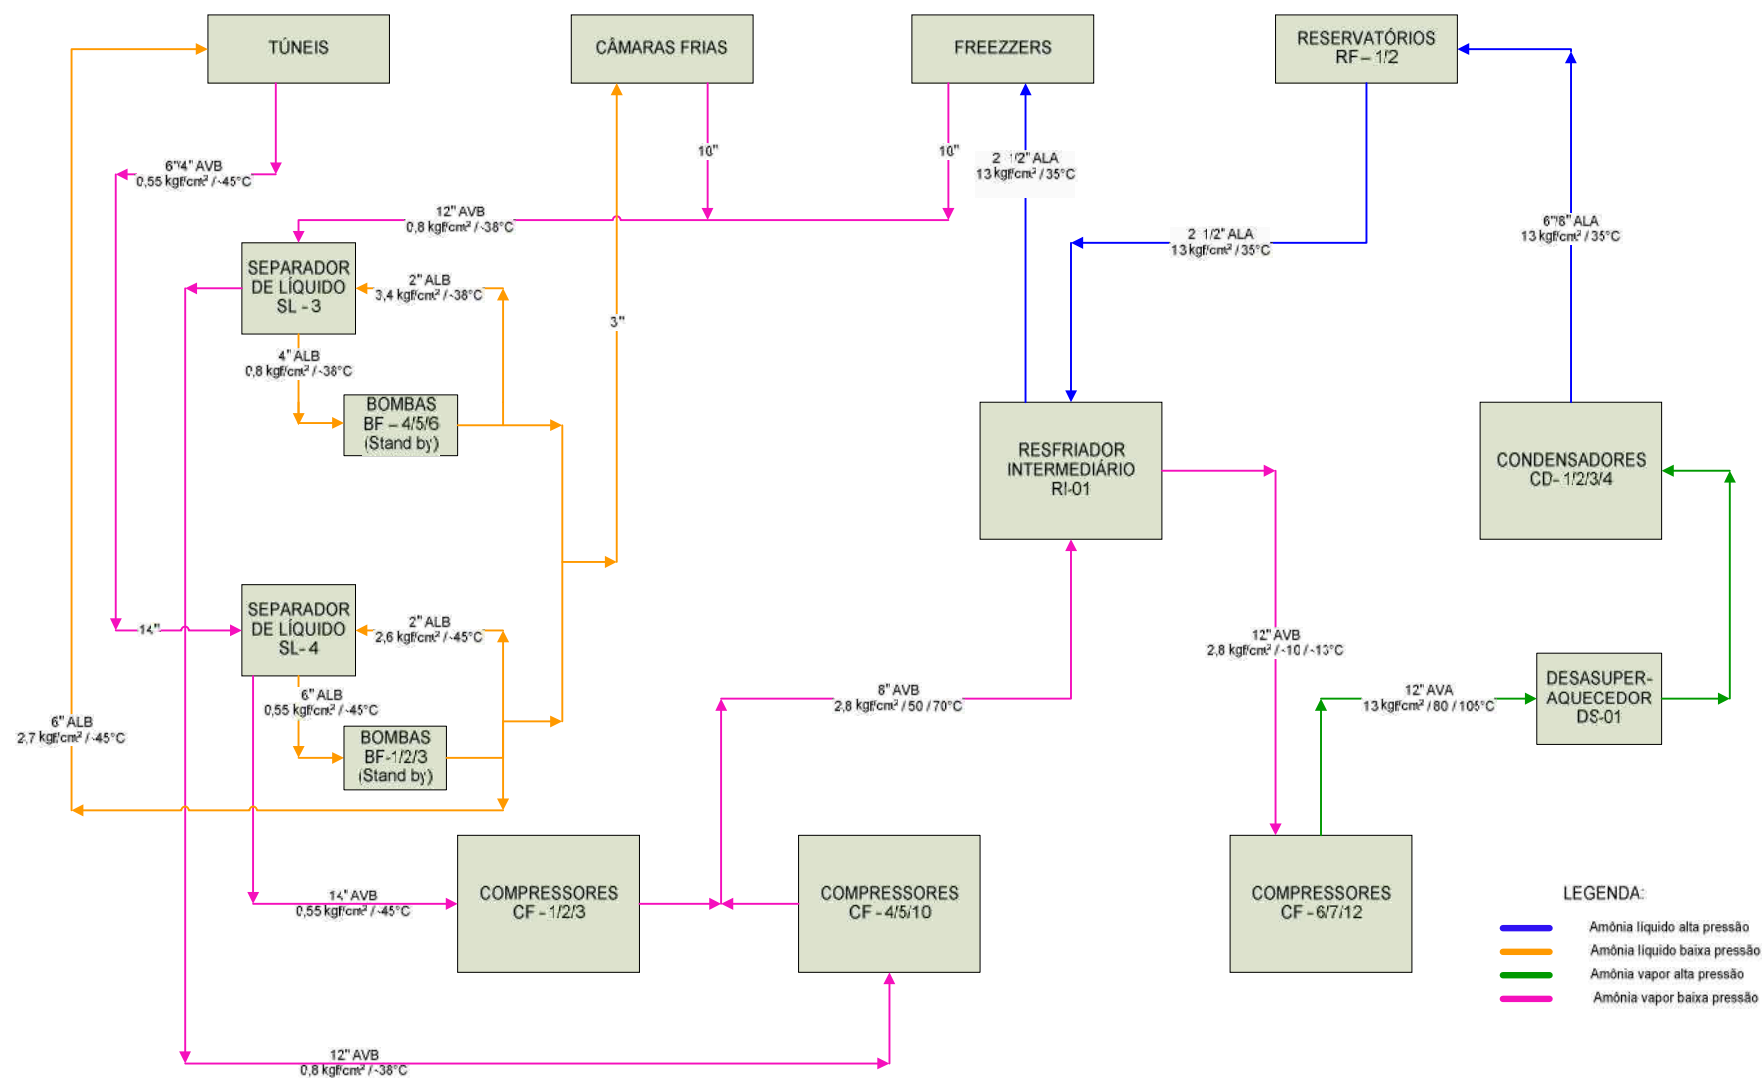 TÚNEIS
CÂMARAS FRIAS
FREEZZERS
RESERVATÓRIOS
RF – 1/2
6"/4" AVB
0,55 kgf/cm² / -45°C
10"
10"
2 1/2" ALA
13 kgf/cm² / 35°C
12" AVB
0,8 kgf/cm² / -38°C
2 1/2" ALA
13 kgf/cm² / 35°C
6"/8" ALA
13 kgf/cm² / 35°C
SEPARADOR
DE LÍQUIDO
SL - 3
2" ALB
3,4 kgf/cm² / -38°C
3"
4" ALB
0,8 kgf/cm² / -38°C
BOMBAS
BF – 4/5/6
(Stand by)
RESFRIADOR
INTERMEDIÁRIO
RI-01
CONDENSADORES
CD- 1/2/3/4
SEPARADOR
DE LÍQUIDO
SL- 4
14"
2" ALB
2,6 kgf/cm² / -45°C
12" AVB
2,8 kgf/cm² / -10 / -13°C
6" ALB
0,55 kgf/cm² / -45°C
8" AVB
2,8 kgf/cm² / 50 / 70°C
12" AVA
13 kgf/cm² / 80 / 105°C
DESASUPER-
AQUECEDOR
DS-01
6" ALB
2,7 kgf/cm² / -45°C
BOMBAS
BF-1/2/3
(Stand by)
14" AVB
0,55 kgf/cm² / -45°C
COMPRESSORES
CF - 1/2/3
COMPRESSORES
CF - 4/5/10
COMPRESSORES
CF - 6/7/12
LEGENDA:
Amônia líquido alta pressão
Amônia líquido baixa pressão
Amônia vapor alta pressão
Amônia vapor baixa pressão
12" AVB
0,8 kgf/cm² / -38°C